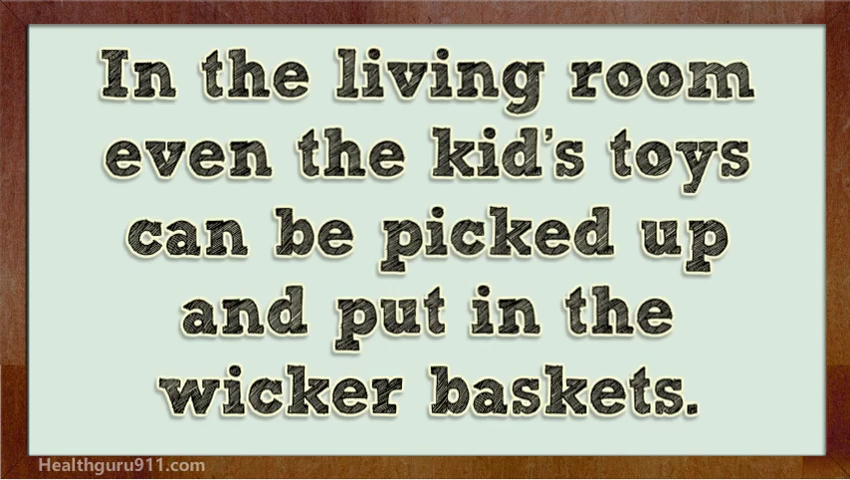 In the living room
even the kid's toys
can be picked up
and put in the
wicker baskets.
Healthguru911.com